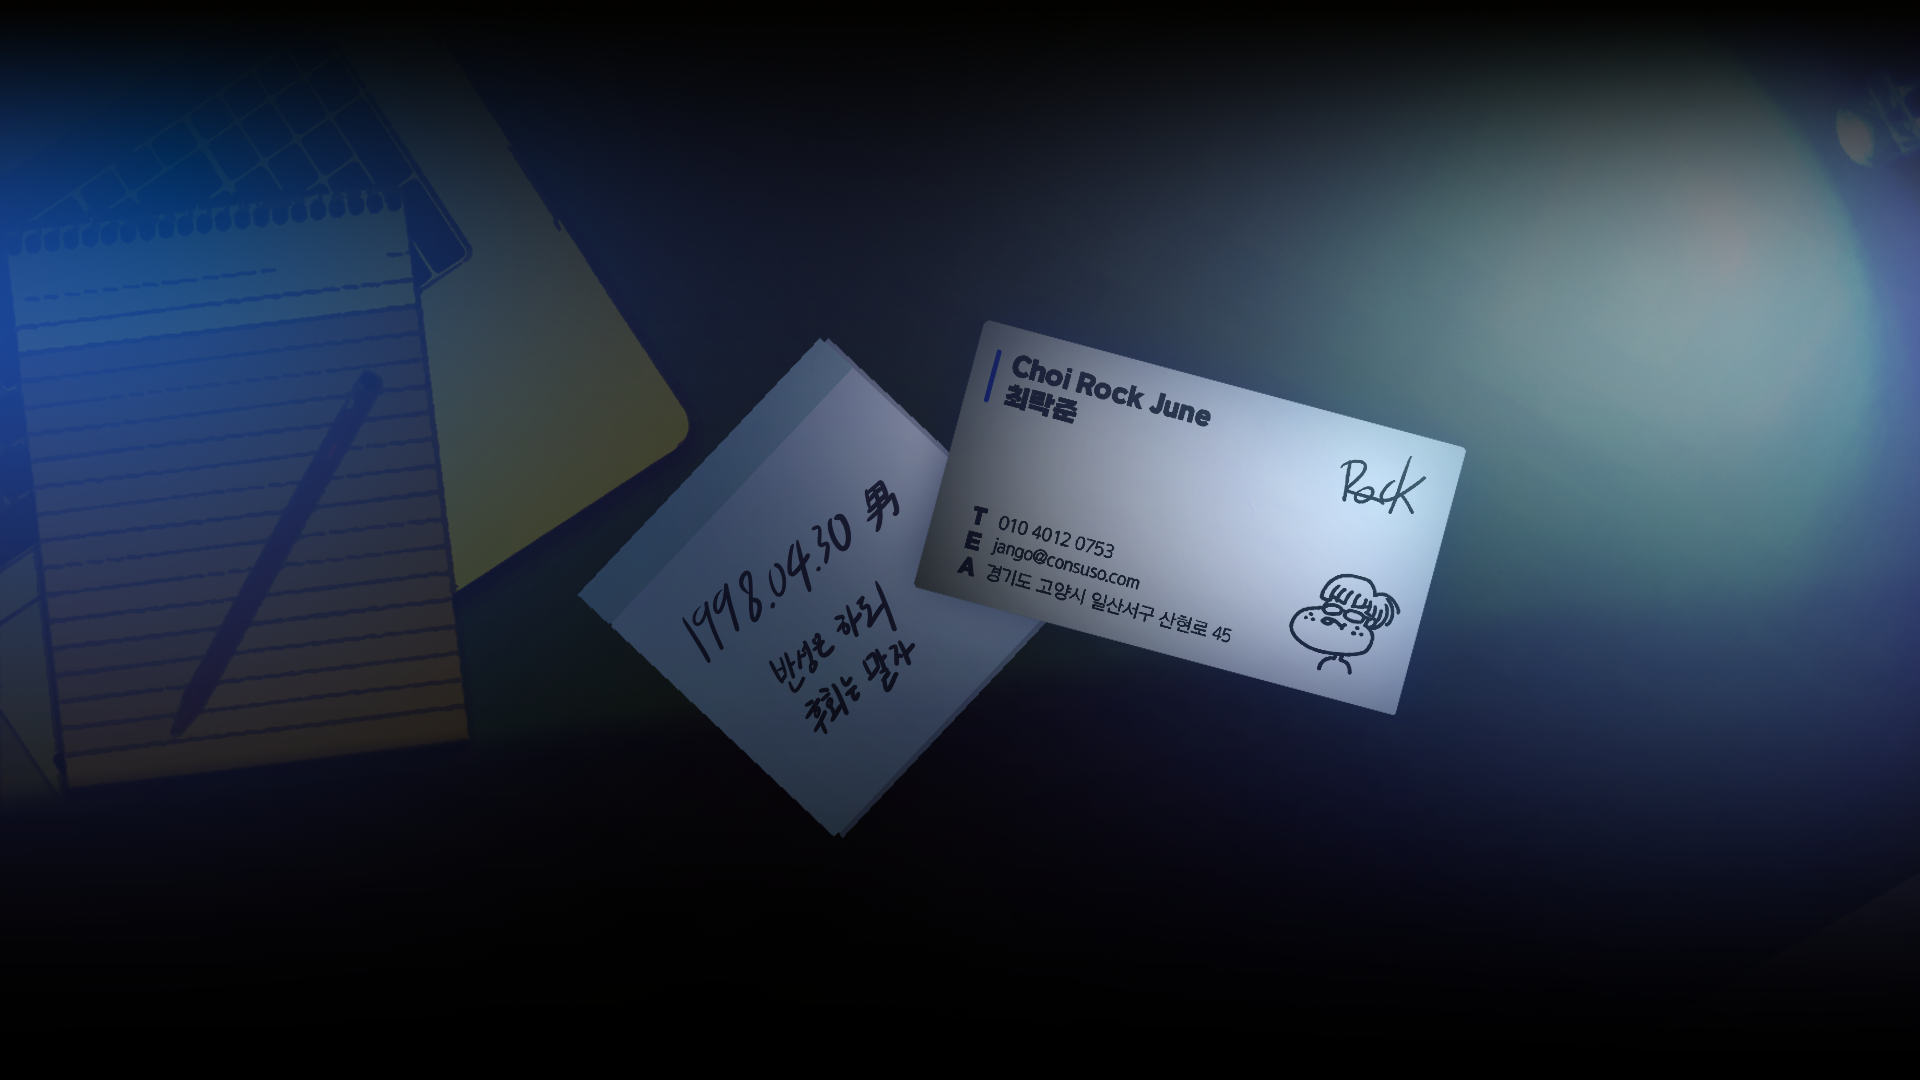 1998.04.30 男
반성은 하되
후회는 말자
Choi Rock June
최락준
Rock
T 010 4012 0753
E jango@consuso.com
A 경기도 고양시 일산서구 산현로 45